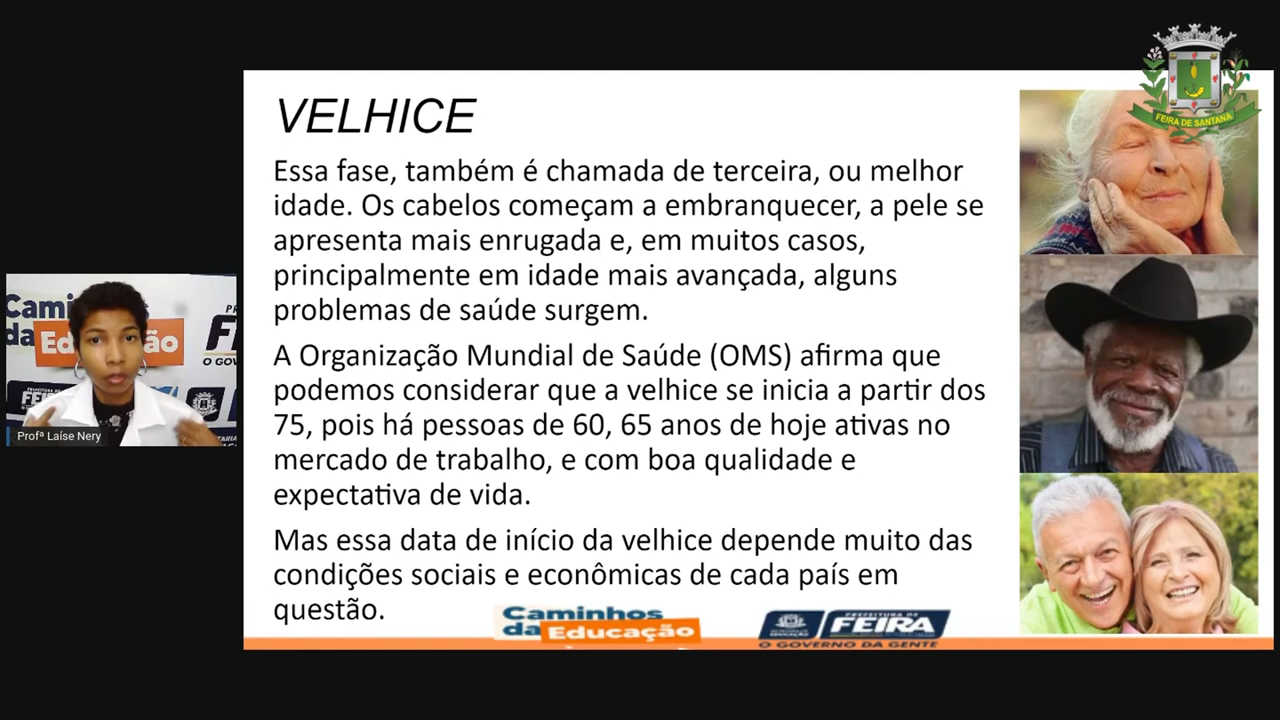 FEIRA DE SANTANA
VELHICE
Essa fase, também é chamada de terceira, ou melhor
idade. Os cabelos começam a embranquecer, a pele se
apresenta mais enrugada e, em muitos casos,
principalmente em idade mais avançada, alguns
problemas de saúde surgem.
A Organização Mundial de Saúde (OMS) afirma que
podemos considerar que a velhice se inicia a partir dos
75, pois há pessoas de 60, 65 anos de hoje ativas no
mercado de trabalho, e com boa qualidade e
expectativa de vida.
Mas essa data de início da velhice depende muito das
condições sociais e econômicas de cada país em
questão.
Caminhos
da Educação
PREFEITURA DE
FEIRA
O GOVERNO DA GENTE
Profª Laíse Nery